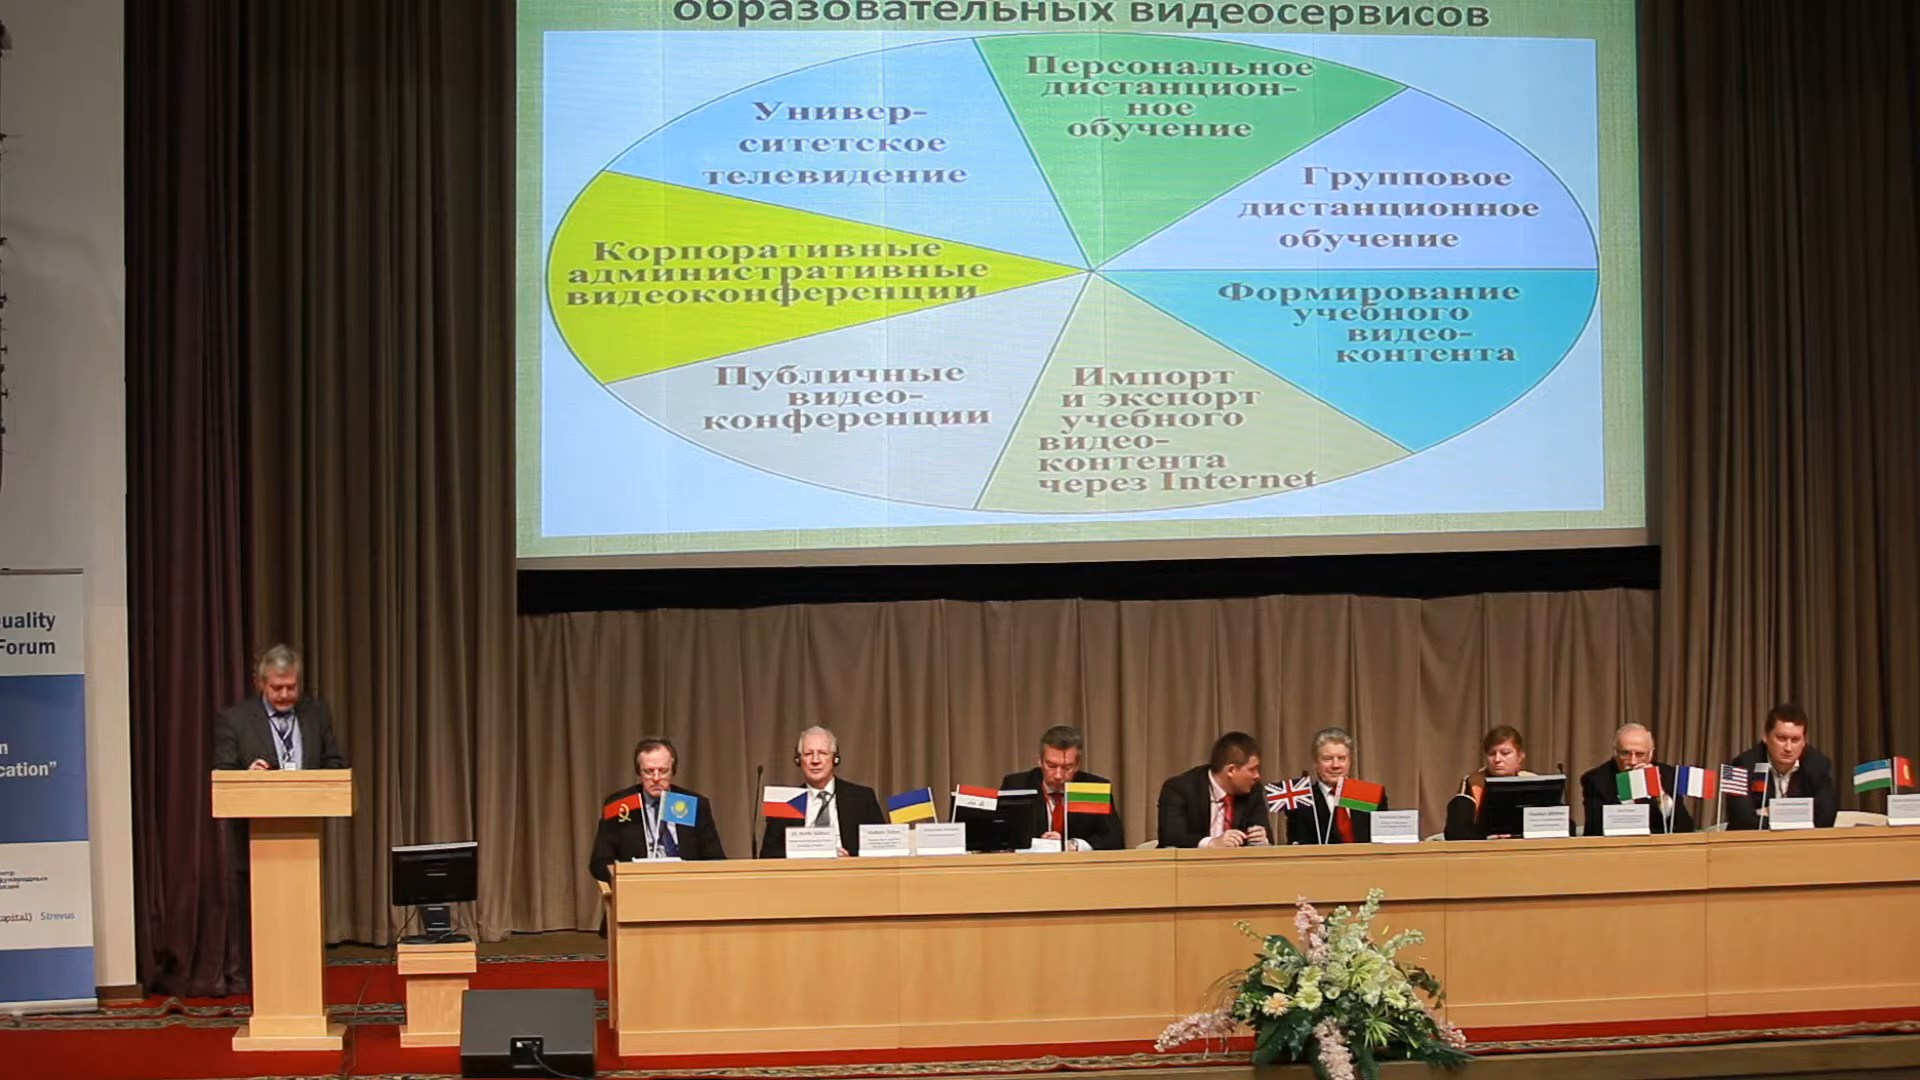 образовательных видеосервисов
Персональное
дистанцион-
ное
обучение
Универ-
ситетское
телевидение
Групповое
дистанционное
обучение
Корпоративные
административные
видеоконференции
Формирование
учебного
видео-
контента
Публичные
видео-
конференции
Импорт
и экспорт
учебного
видео-
контента
через Internet
uality
Forum
n
cation"
apital) Strevus